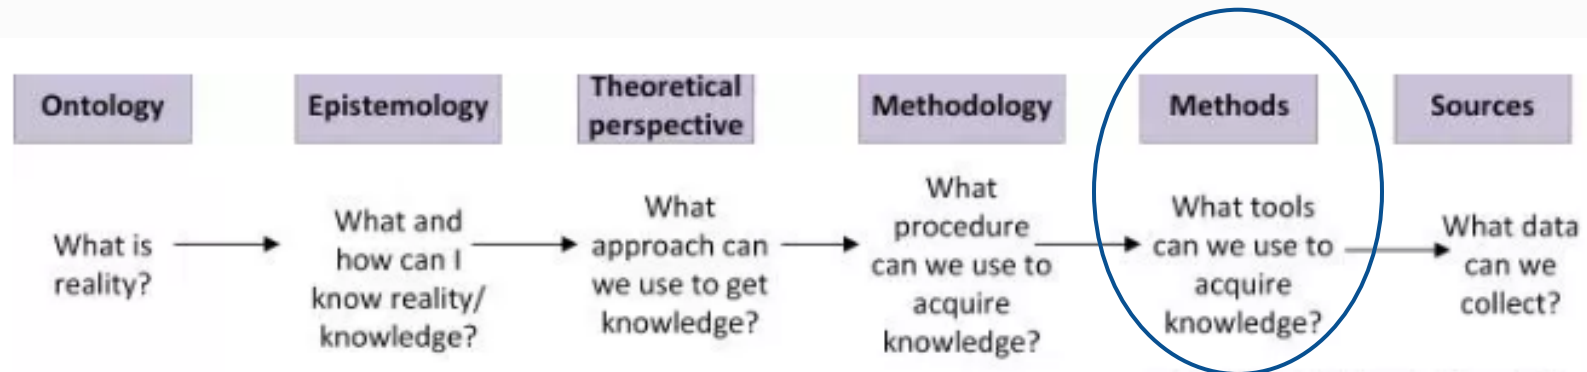 Ontology
Epistemology
Theoretical
perspective
Methodology
Methods
Sources
What is
reality?
What and
how can I
know reality/
knowledge?
What
approach can
we use to get
knowledge?
What
procedure
can we use to
acquire
knowledge?
What tools
can we use to
acquire
knowledge?
What data
can we
collect?